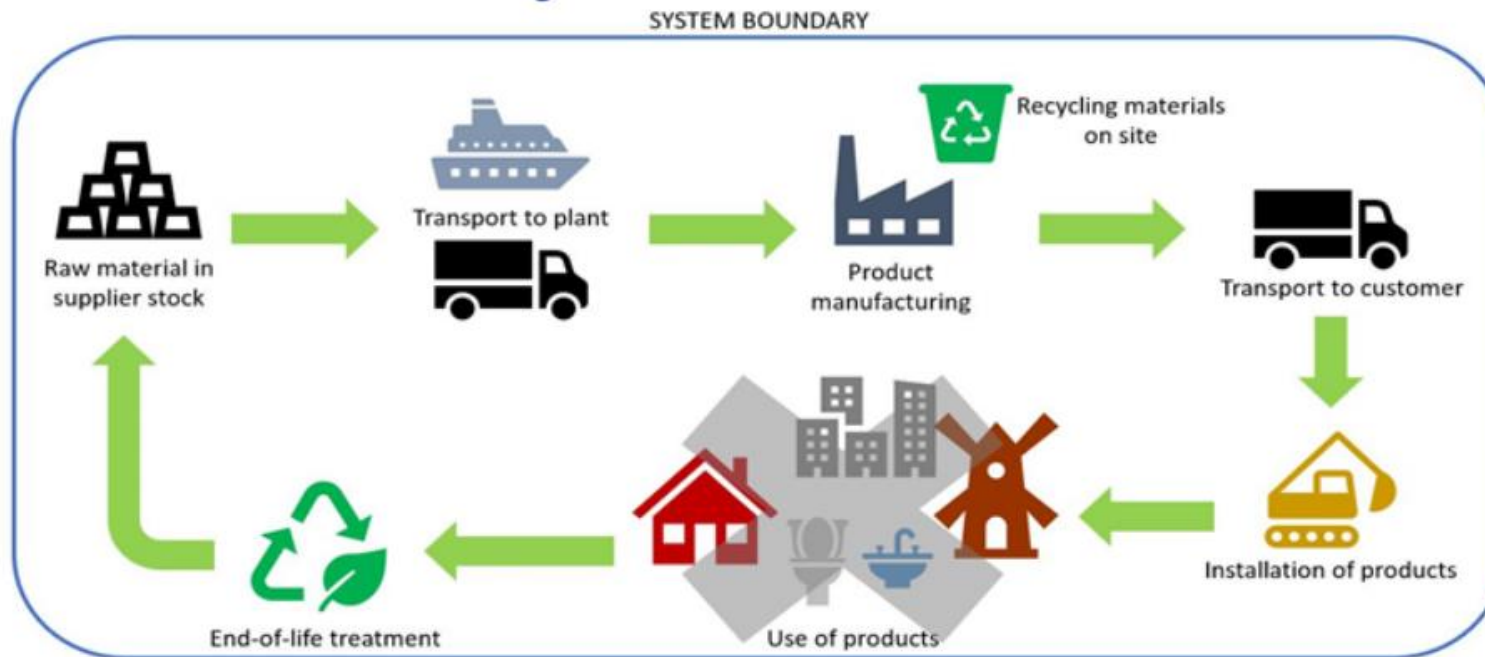 SYSTEM BOUNDARY
Recycling materials
on site
Transport to plant
Raw material in
supplier stock
Product
manufacturing
Transport to customer
Installation of products
End-of-life treatment
Use of products